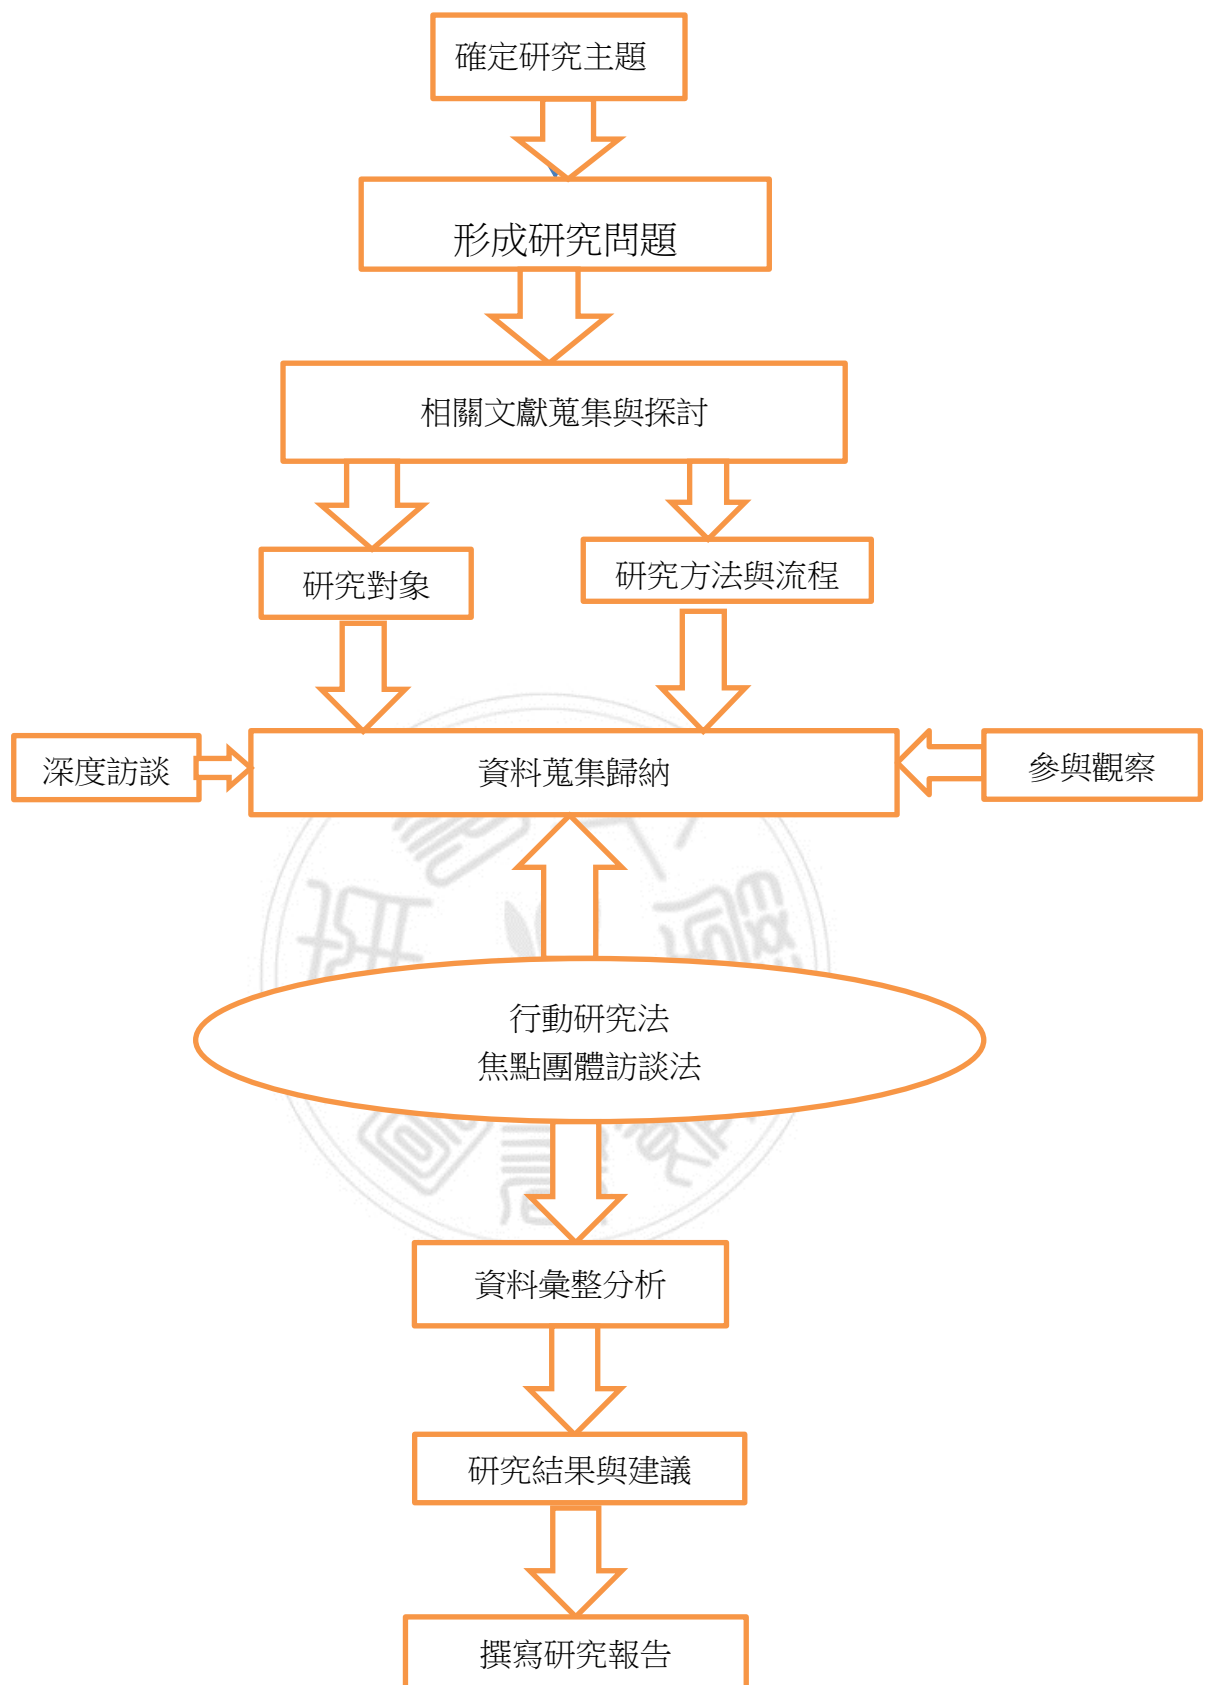 確定研究主題
形成研究問題
相關文獻蒐集與探討
研究對象
研究方法與流程
深度訪談
資料蒐集歸納
參與觀察
行動研究法
焦點團體訪談法
資料彙整分析
研究結果與建議
撰寫研究報告